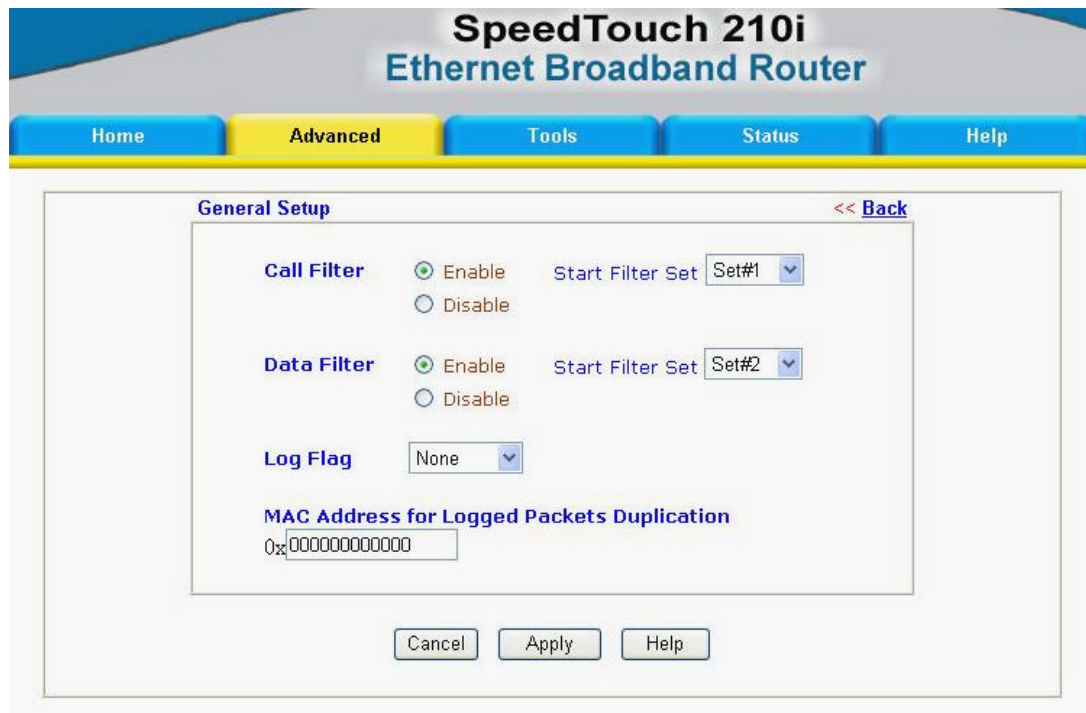 SpeedTouch 210i
Ethernet Broadband Router
Home Advanced Tools Status Help
General Setup << Back
Call Filter Enable Start Filter Set Set#1
Disable
Data Filter Enable Start Filter Set Set#2
Disable
Log Flag None
MAC Address for Logged Packets Duplication
0x000000000000
Cancel Apply Help